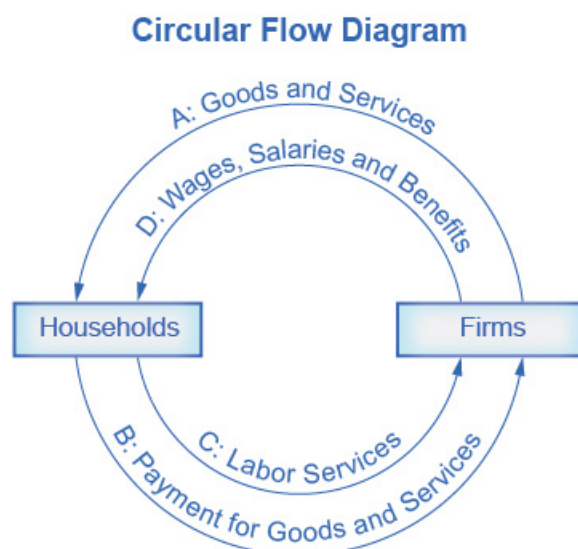 Circular Flow Diagram
A: Goods and Services
D: Wages, Salaries and Benefits
Households
Firms
C: Labor Services
B: Payment for Goods and Services